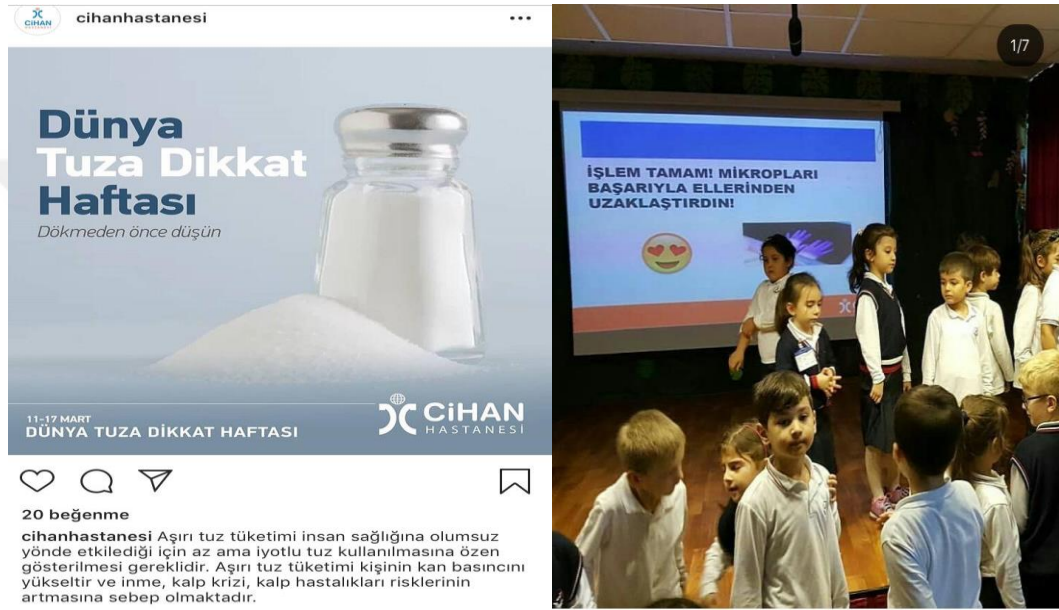 CiHAN
HASTANESİ
cihanhastanesi
Dünya
Tuza Dikkat
Haftası
Dökmeden önce düşün
11-17 MART
DÜNYA TUZA DİKKAT HAFTASI
CiHAN
HASTANESİ
20 beğenme
cihanhastanesi Aşırı tuz tüketimi insan sağlığına olumsuz
yönde etkilediği için az ama iyotlu tuz kullanılmasına özen
gösterilmesi gereklidir. Aşırı tuz tüketimi kişinin kan basıncını
yükseltir ve inme, kalp krizi, kalp hastalıkları risklerinin
artmasına sebep olmaktadır.
1/7
İŞLEM TAMAM! MİKROPLARI
BAŞARIYLA ELLERİNDEN
UZAKLAŞTIRDIN!